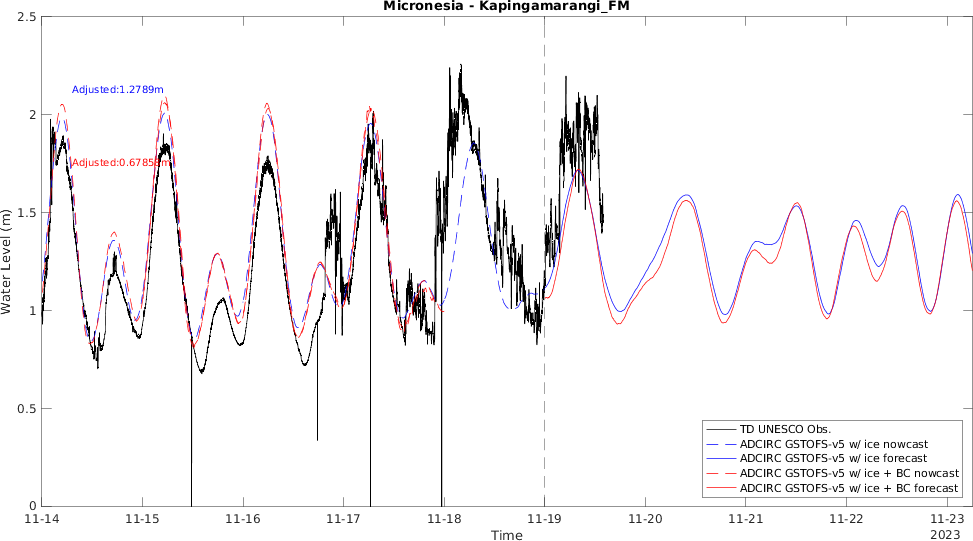 Micronesia - Kapingamarangi_FM
Water Level (m)
2.5
2
1.5
1
0.5
0
Adjusted:1.2789m
Adjusted:0.6785
TD UNESCO Obs.
ADCIRC GSTOFS-v5 w/ ice nowcast
ADCIRC GSTOFS-v5 w/ ice forecast
ADCIRC GSTOFS-v5 w/ ice + BC nowcast
ADCIRC GSTOFS-v5 w/ ice + BC forecast
11-14 11-15 11-16 11-17 11-18 11-19 11-20 11-21 11-22 11-23
2023
Time